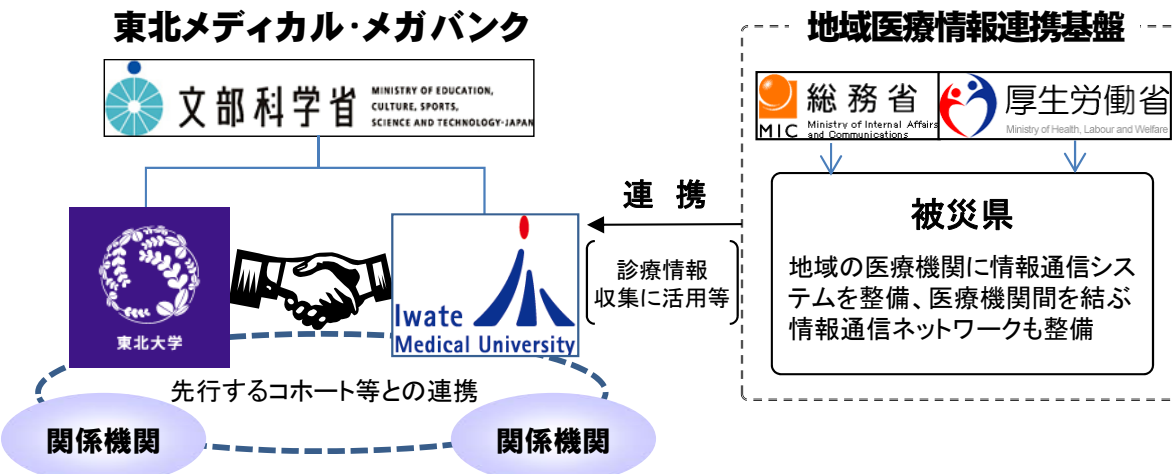 東北メディカル・メガバンク
文部科学省
MINISTRY OF EDUCATION,
CULTURE, SPORTS,
SCIENCE AND TECHNOLOGY-JAPAN
東北大学
Iwate
Medical University
先行するコホート等との連携
関係機関
関係機関
連携
診療情報
収集に活用等
地域医療情報連携基盤
MIC
総務省
Ministry of Internal Affairs
and Communications
厚生労働省
Ministry of Health, Labour and Welfare
被災県
地域の医療機関に情報通信シス
テムを整備、医療機関間を結ぶ
情報通信ネットワークも整備